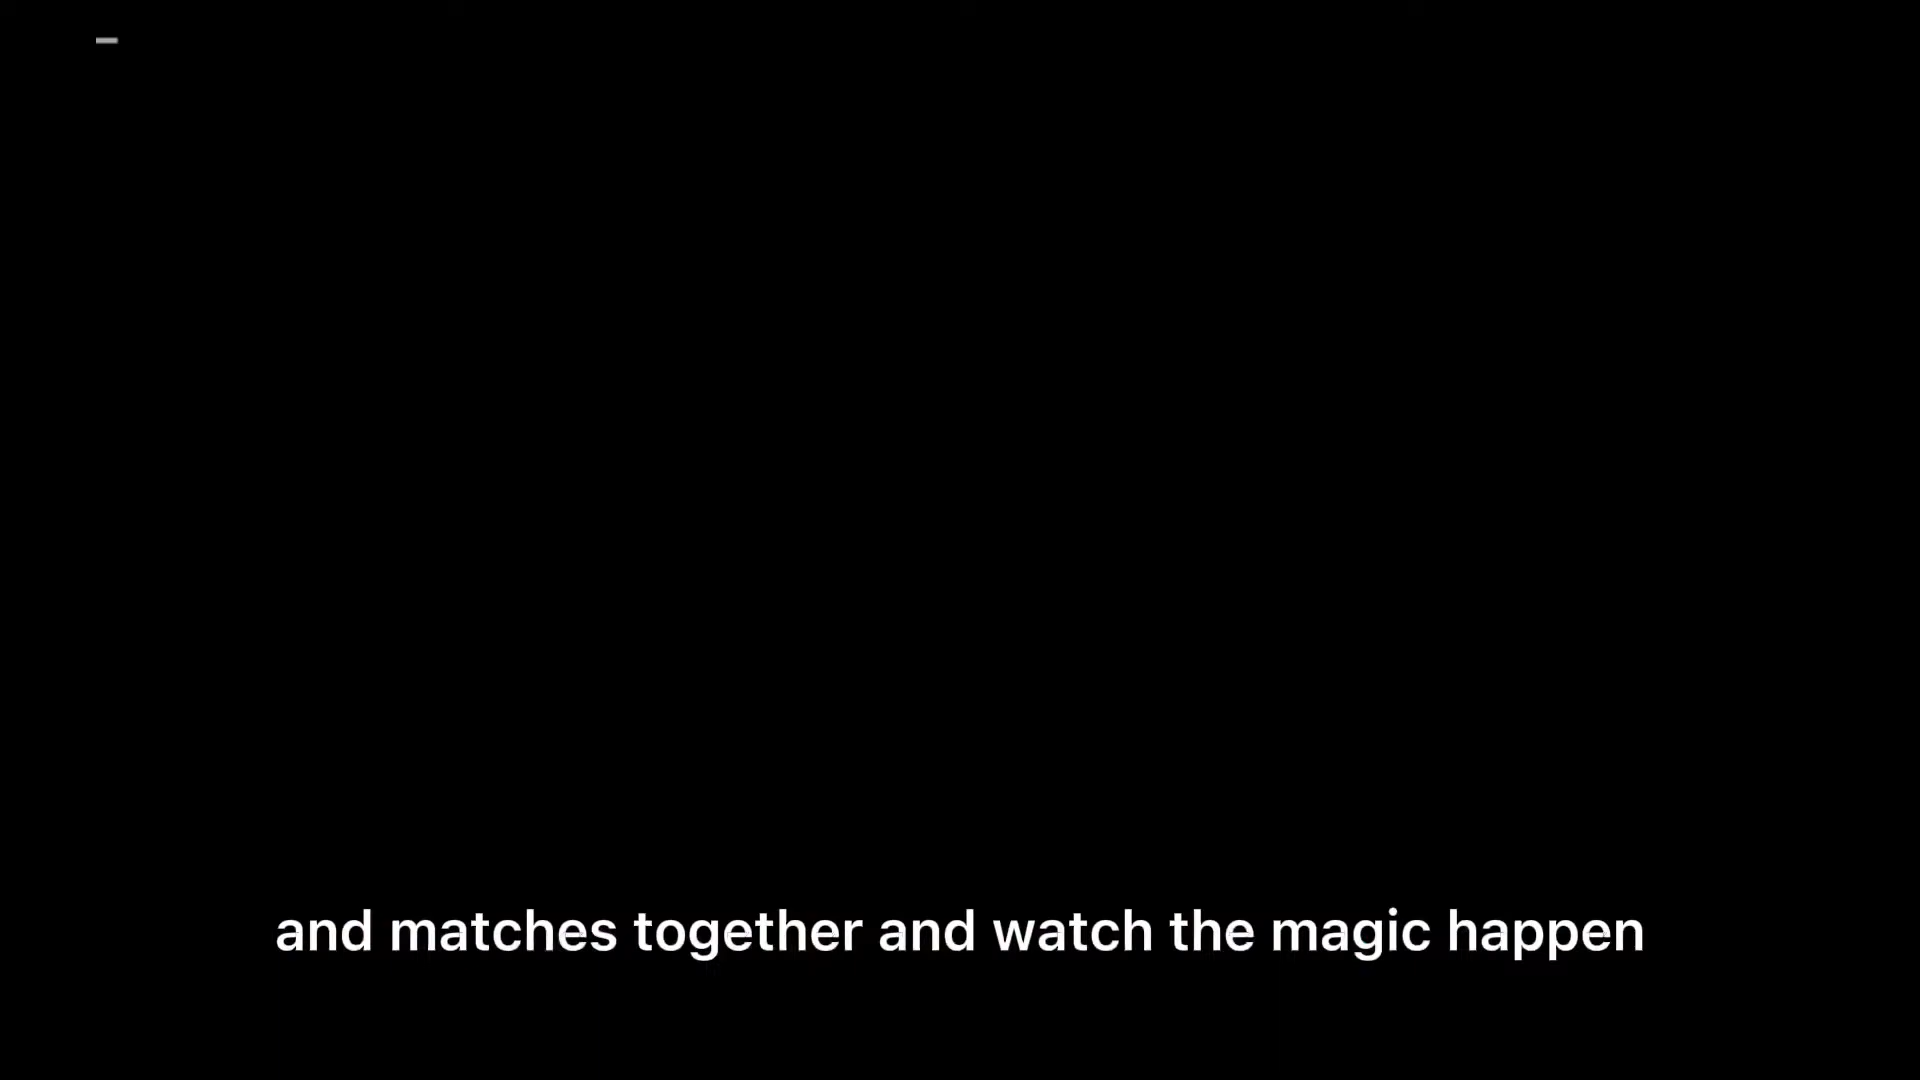 and matches together and watch the magic happen